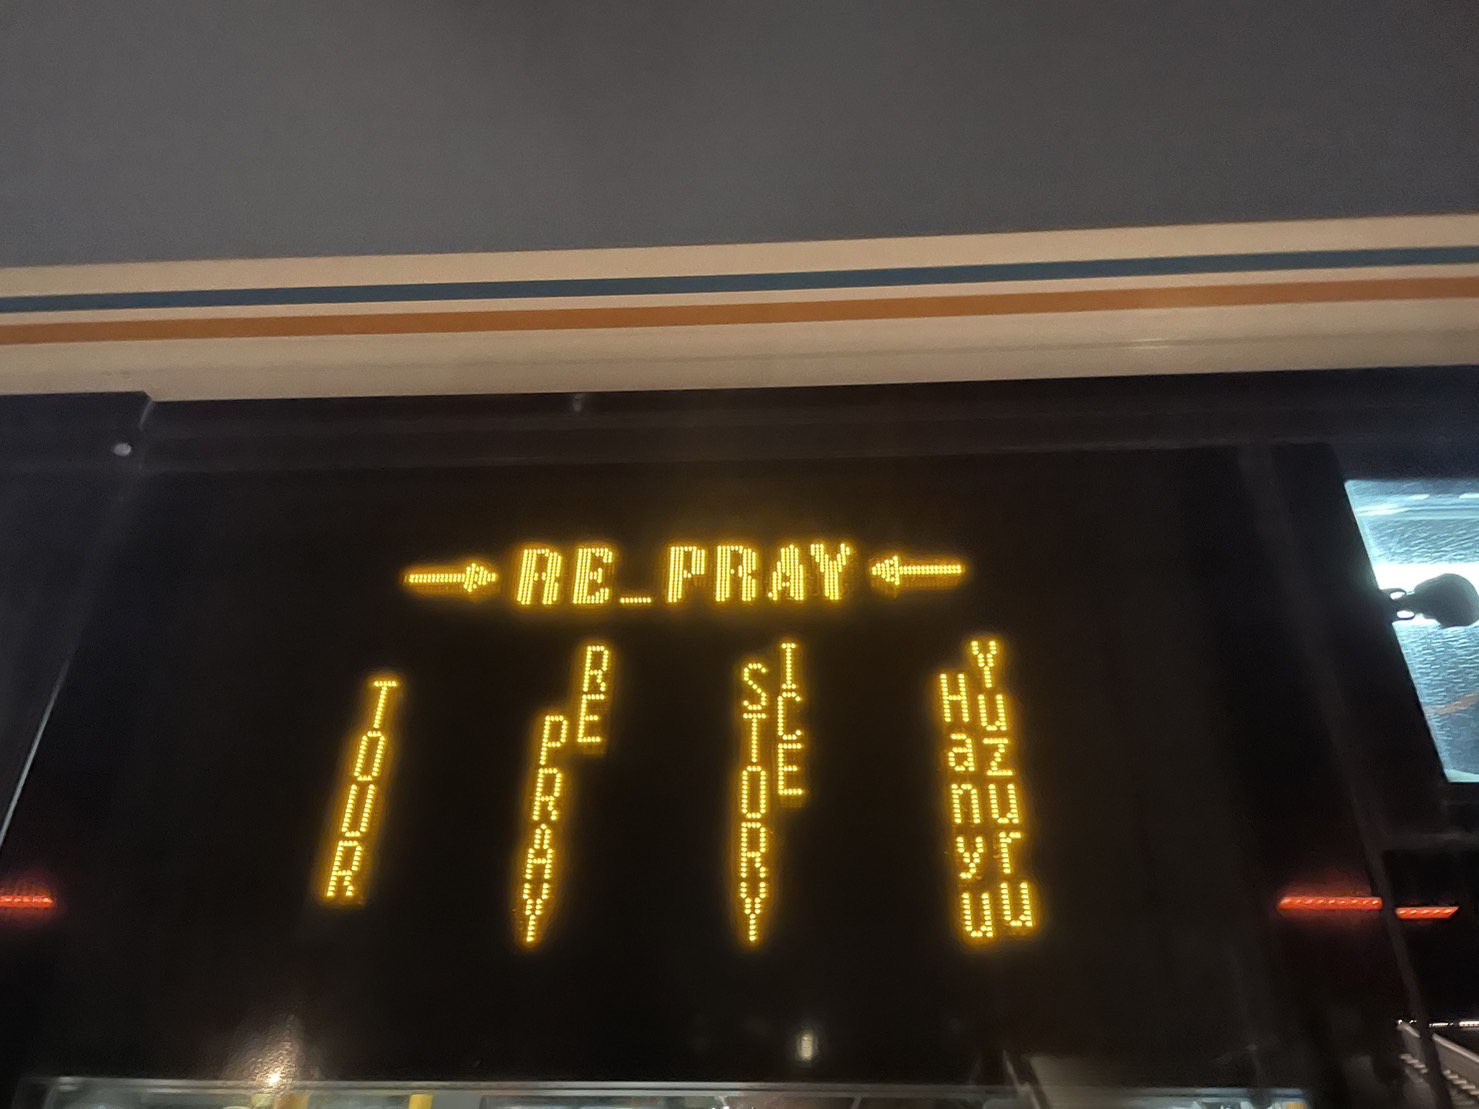 →RE_PRAY←
Yuzuru
Hanyu
ICE
STORY
RE
PRAY
TOUR